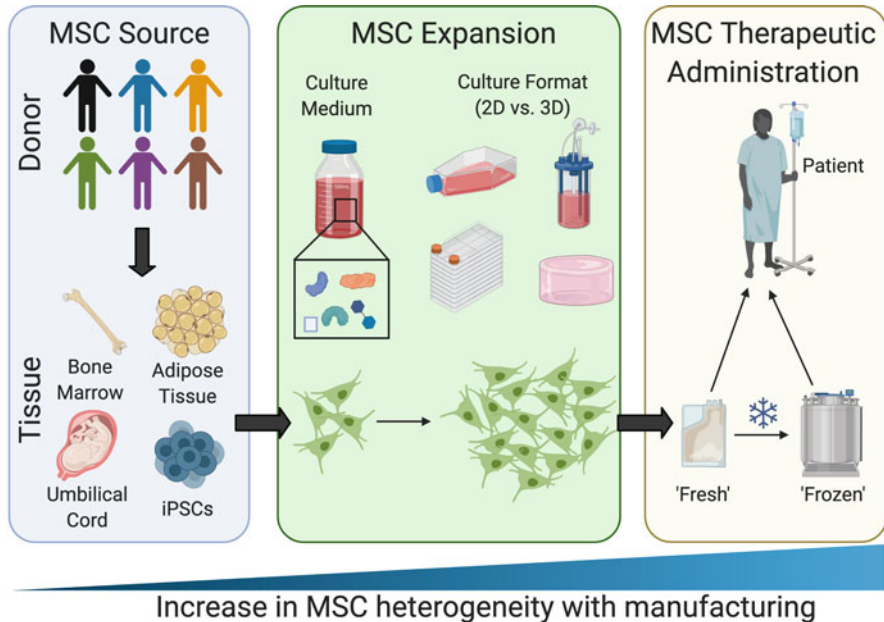 MSC Source
Donor
Tissue
Bone
Marrow
Adipose
Tissue
Umbilical
Cord
iPSCs
MSC Expansion
Culture
Medium
Culture Format
(2D vs. 3D)
MSC Therapeutic
Administration
Patient
'Fresh'
'Frozen'
Increase in MSC heterogeneity with manufacturing